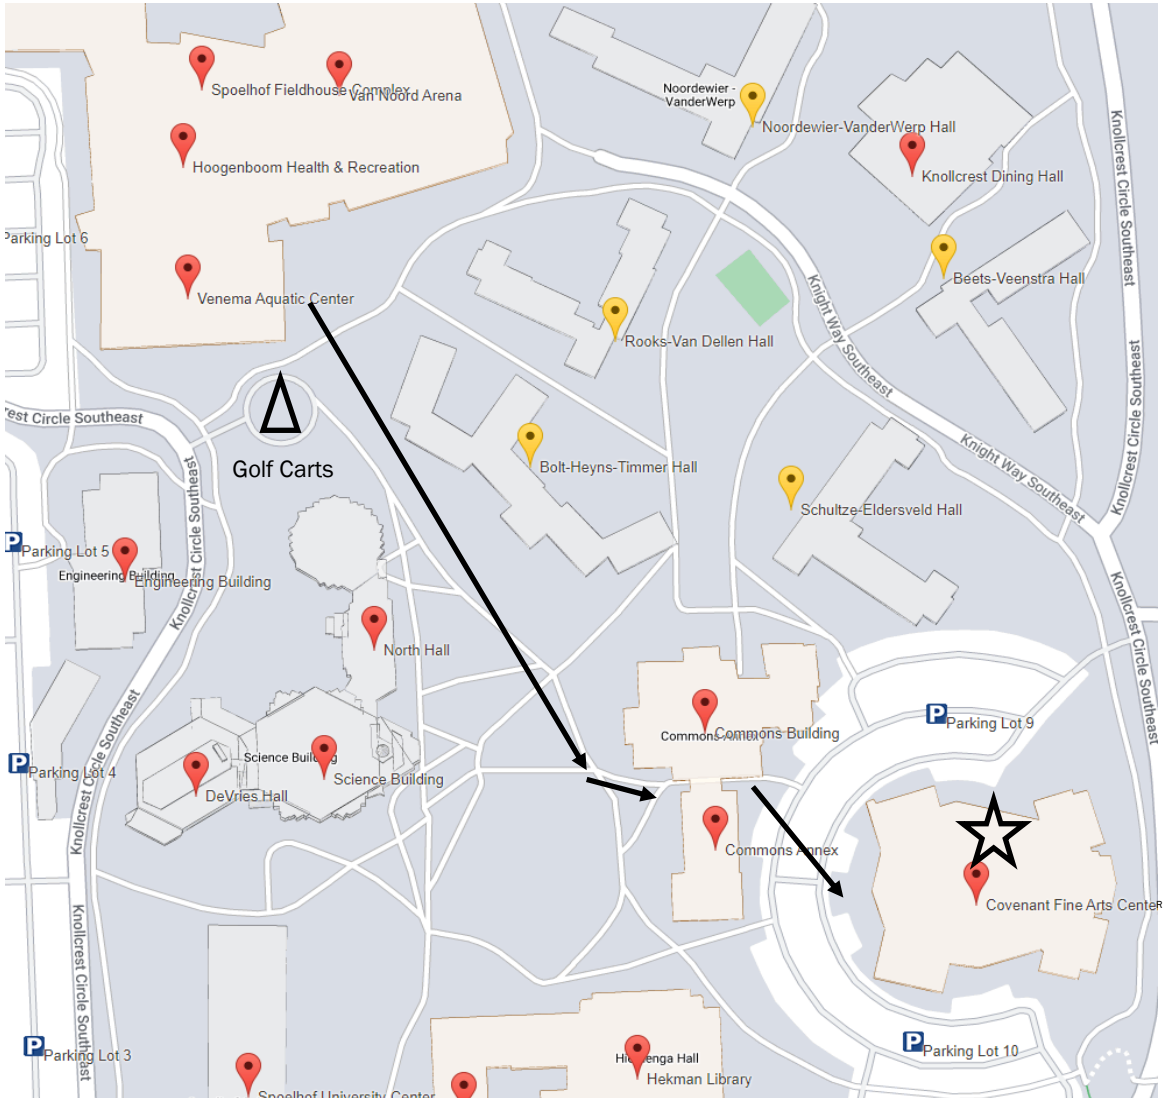 Spoelhof Fieldhouse Complex
Van Noord Arena
Hoogenboom Health & Recreation
Noordewier -
VanderWerp
Noordewier-VanderWerp Hall
Knollcrest Dining Hall
Knollcrest Circle Southeast
Parking Lot 6
Venema Aquatic Center
Beets-Veenstra Hall
Rooks-Van Dellen Hall
Knight Way Southeast
Knollcrest Circle Southeast
rest Circle Southeast
Golf Carts
Bolt-Heyns-Timmer Hall
Knight Way Southeast
Schultze-Eldersveld Hall
Knollcrest Circle Southeast
P Parking Lot 5
Engineering Building
Engineering Building
North Hall
Knollcrest Circle Southeast
P Parking Lot 9
Commons Building
Commons Annex
Science Building
Science Building
P Parking Lot 4
DeVries Hall
Knollcrest Circle Southeast
Commons Annex
Covenant Fine Arts Center
Knollcrest Circle Southeast
P Parking Lot 3
P Parking Lot 10
Hiemenga Hall
Hekman Library
Spoelhof University Center